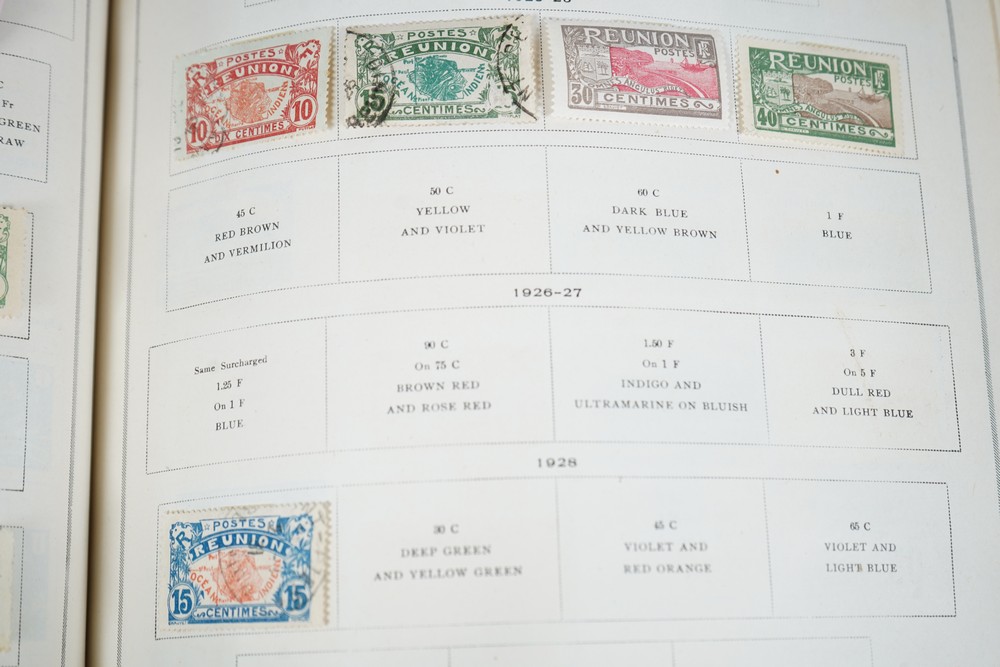 C
Fr
GREEN
RAW
POSTES
R F
REUNION
OCEAN INDIEN
10 10
CENTIMES
POSTES
REUNION
OCEAN INDIEN
CENTIMES
REUNION
POSTES
30
CENTIMES
REUNION
POSTES
40
CENTIMES
45 C
RED BROWN
AND VERMILION
50 C
YELLOW
AND VIOLET
60 C
DARK BLUE
AND YELLOW BROWN
1 F
BLUE
1926-27
Same Surcharged
1.25 F
On 1 F
BLUE
90 C
On 75 C
BROWN RED
AND ROSE RED
1.50 F
On 1 F
INDIGO AND
ULTRAMARINE ON BLUISH
3 F
On 5 F
DULL RED
AND LIGHT BLUE
1928
POSTES
R F
REUNION
OCEAN INDIEN
15 15
CENTIMES
30 C
DEEP GREEN
AND YELLOW GREEN
45 C
VIOLET AND
RED ORANGE
65 C
VIOLET AND
LIGHT BLUE